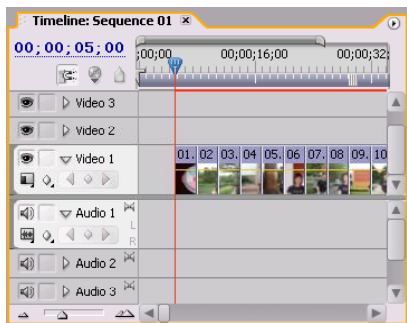 Timeline: Sequence 01
00;00;05;00
;00;00 00;00;16;00 00;00;32;
Video 3
Video 2
Video 1
01. 02 03. 04 05. 06 07. 08 09. 10
Audio 1
L
R
Audio 2
Audio 3